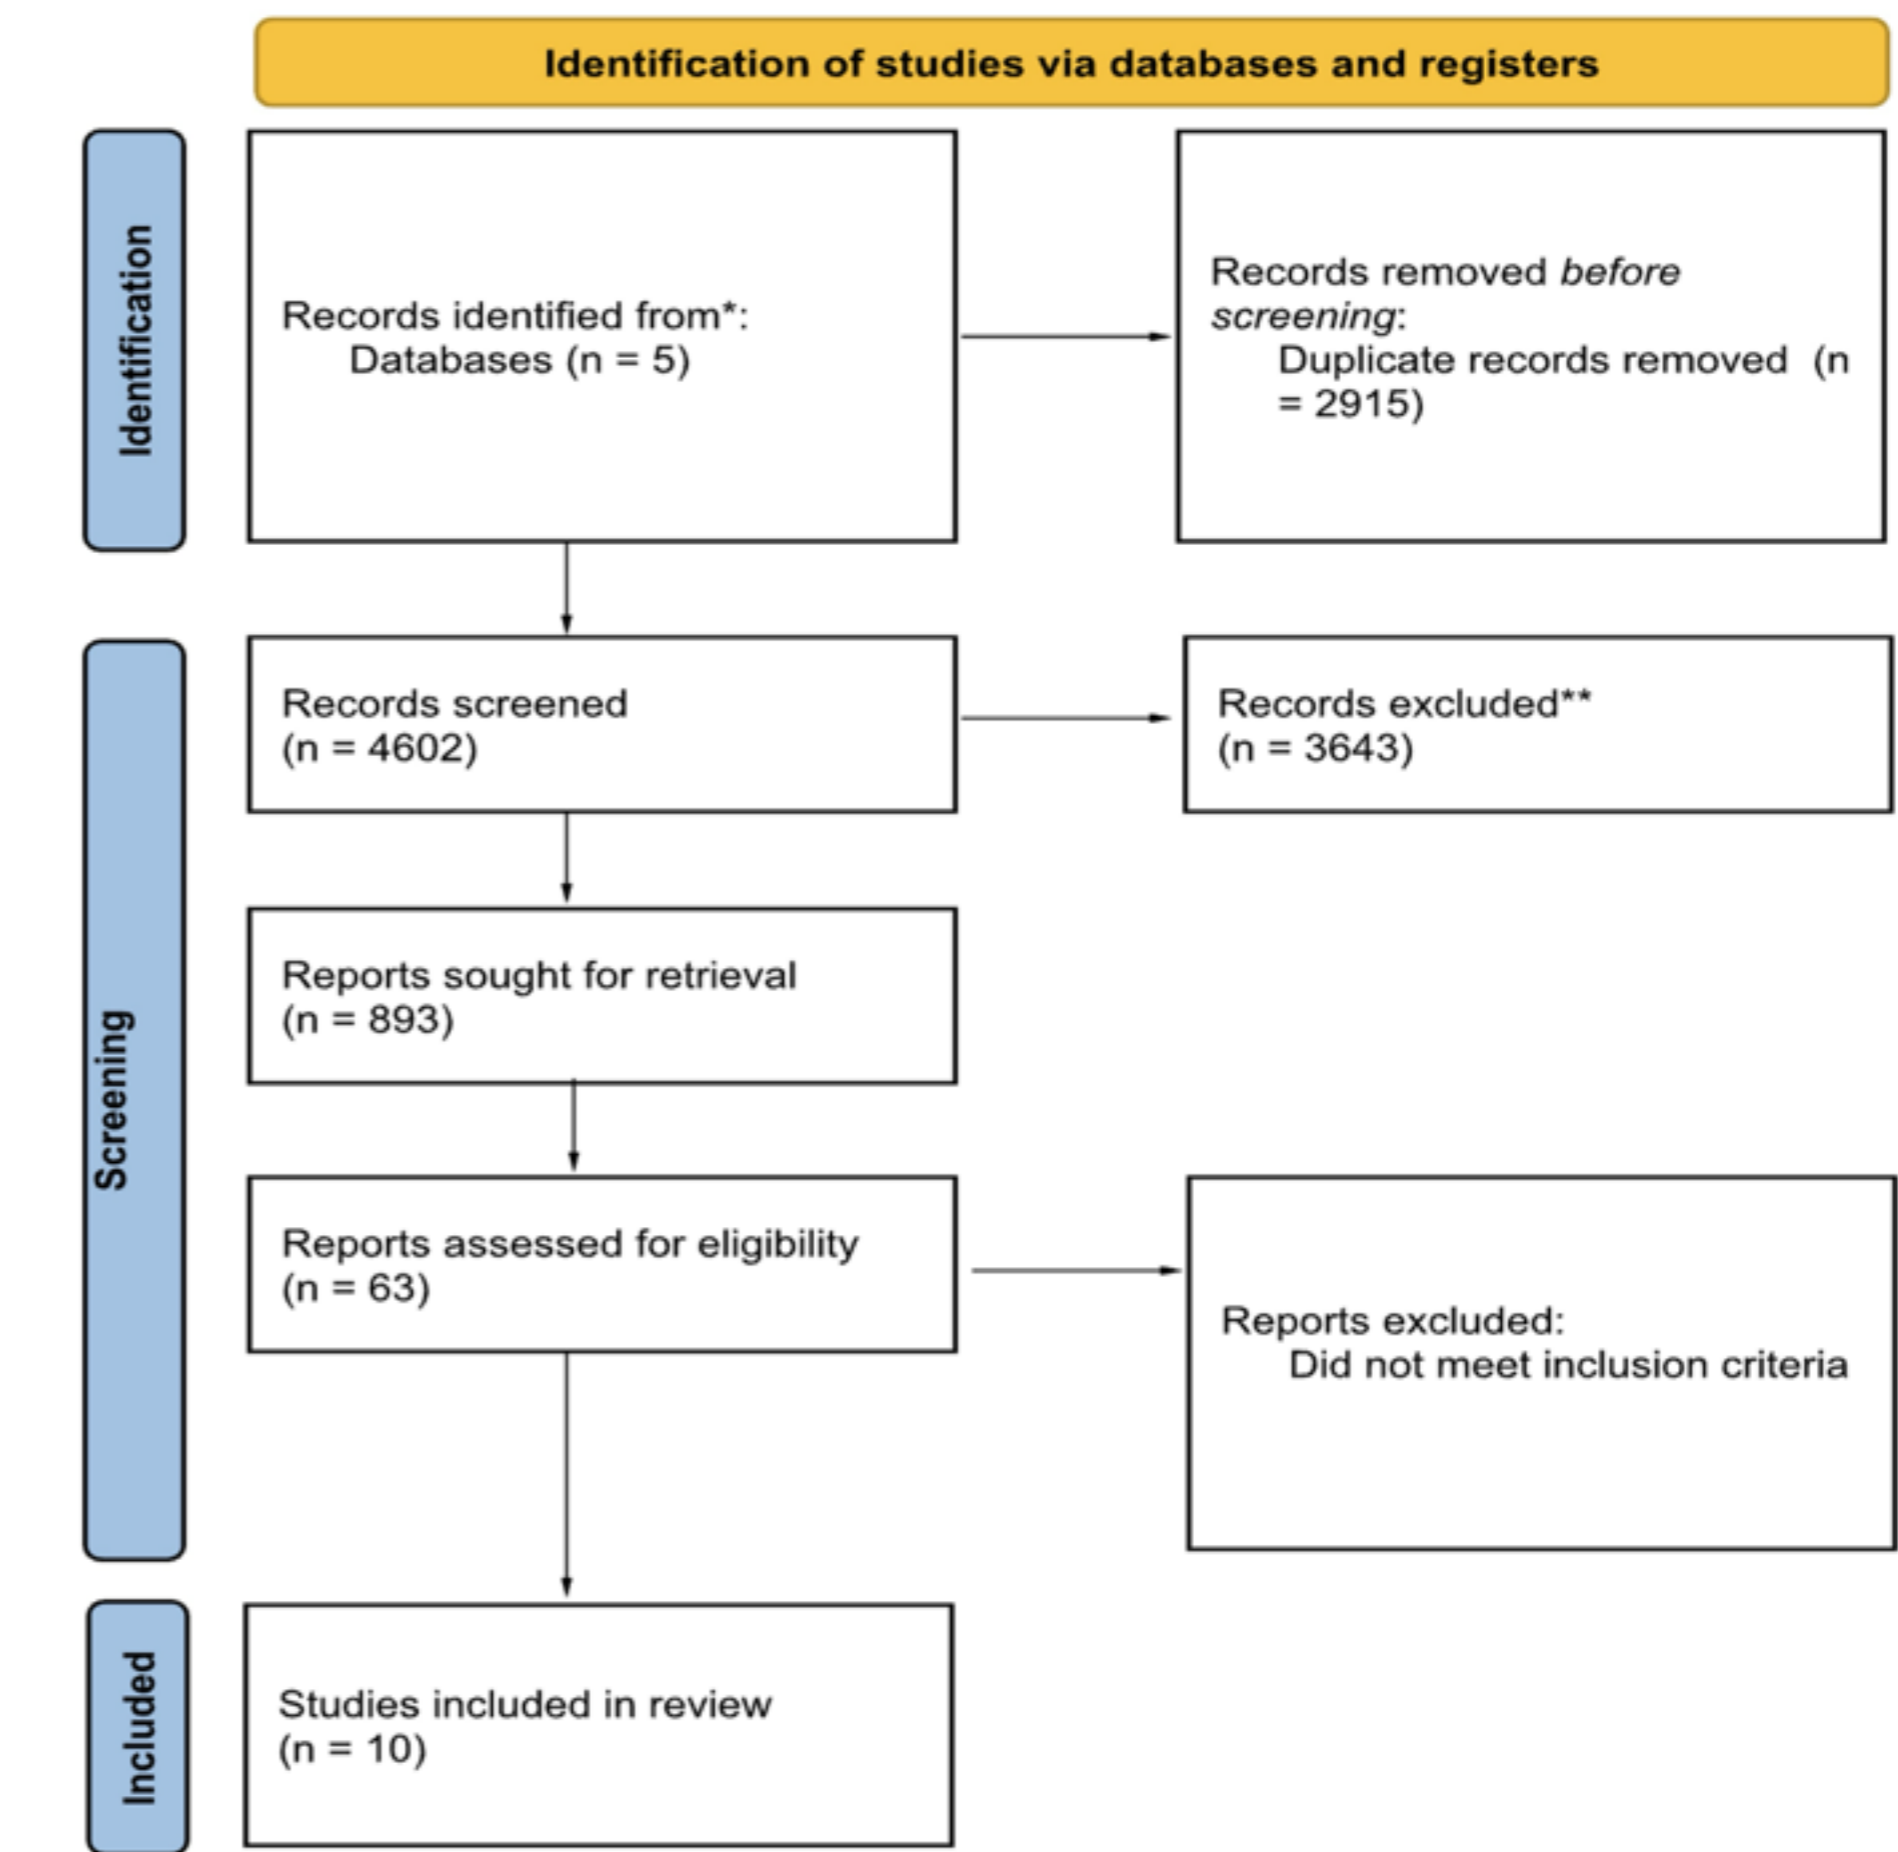 Identification of studies via databases and registers
Identification
Records identified from*:
Databases (n = 5)
Records removed before
screening:
Duplicate records removed  (n
= 2915)
Screening
Records screened
(n = 4602)
Records excluded**
(n = 3643)
Reports sought for retrieval
(n = 893)
Reports assessed for eligibility
(n = 63)
Reports excluded:
Did not meet inclusion criteria
Included
Studies included in review
(n = 10)